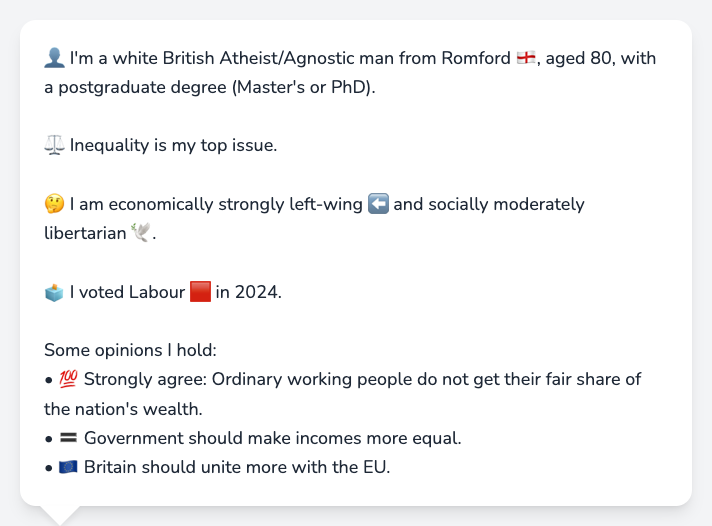 👤 I'm a white British Atheist/Agnostic man from Romford 🏴󠁧󠁢󠁥󠁮󠁧󠁿, aged 80, with
a postgraduate degree (Master's or PhD).
⚖️ Inequality is my top issue.
🤔 I am economically strongly left-wing ⬅️ and socially moderately
libertarian 🕊️.
🗳️ I voted Labour 🟥 in 2024.
Some opinions I hold:
• 💯 Strongly agree: Ordinary working people do not get their fair share of
the nation's wealth.
• 🟰 Government should make incomes more equal.
• 🇪🇺 Britain should unite more with the EU.